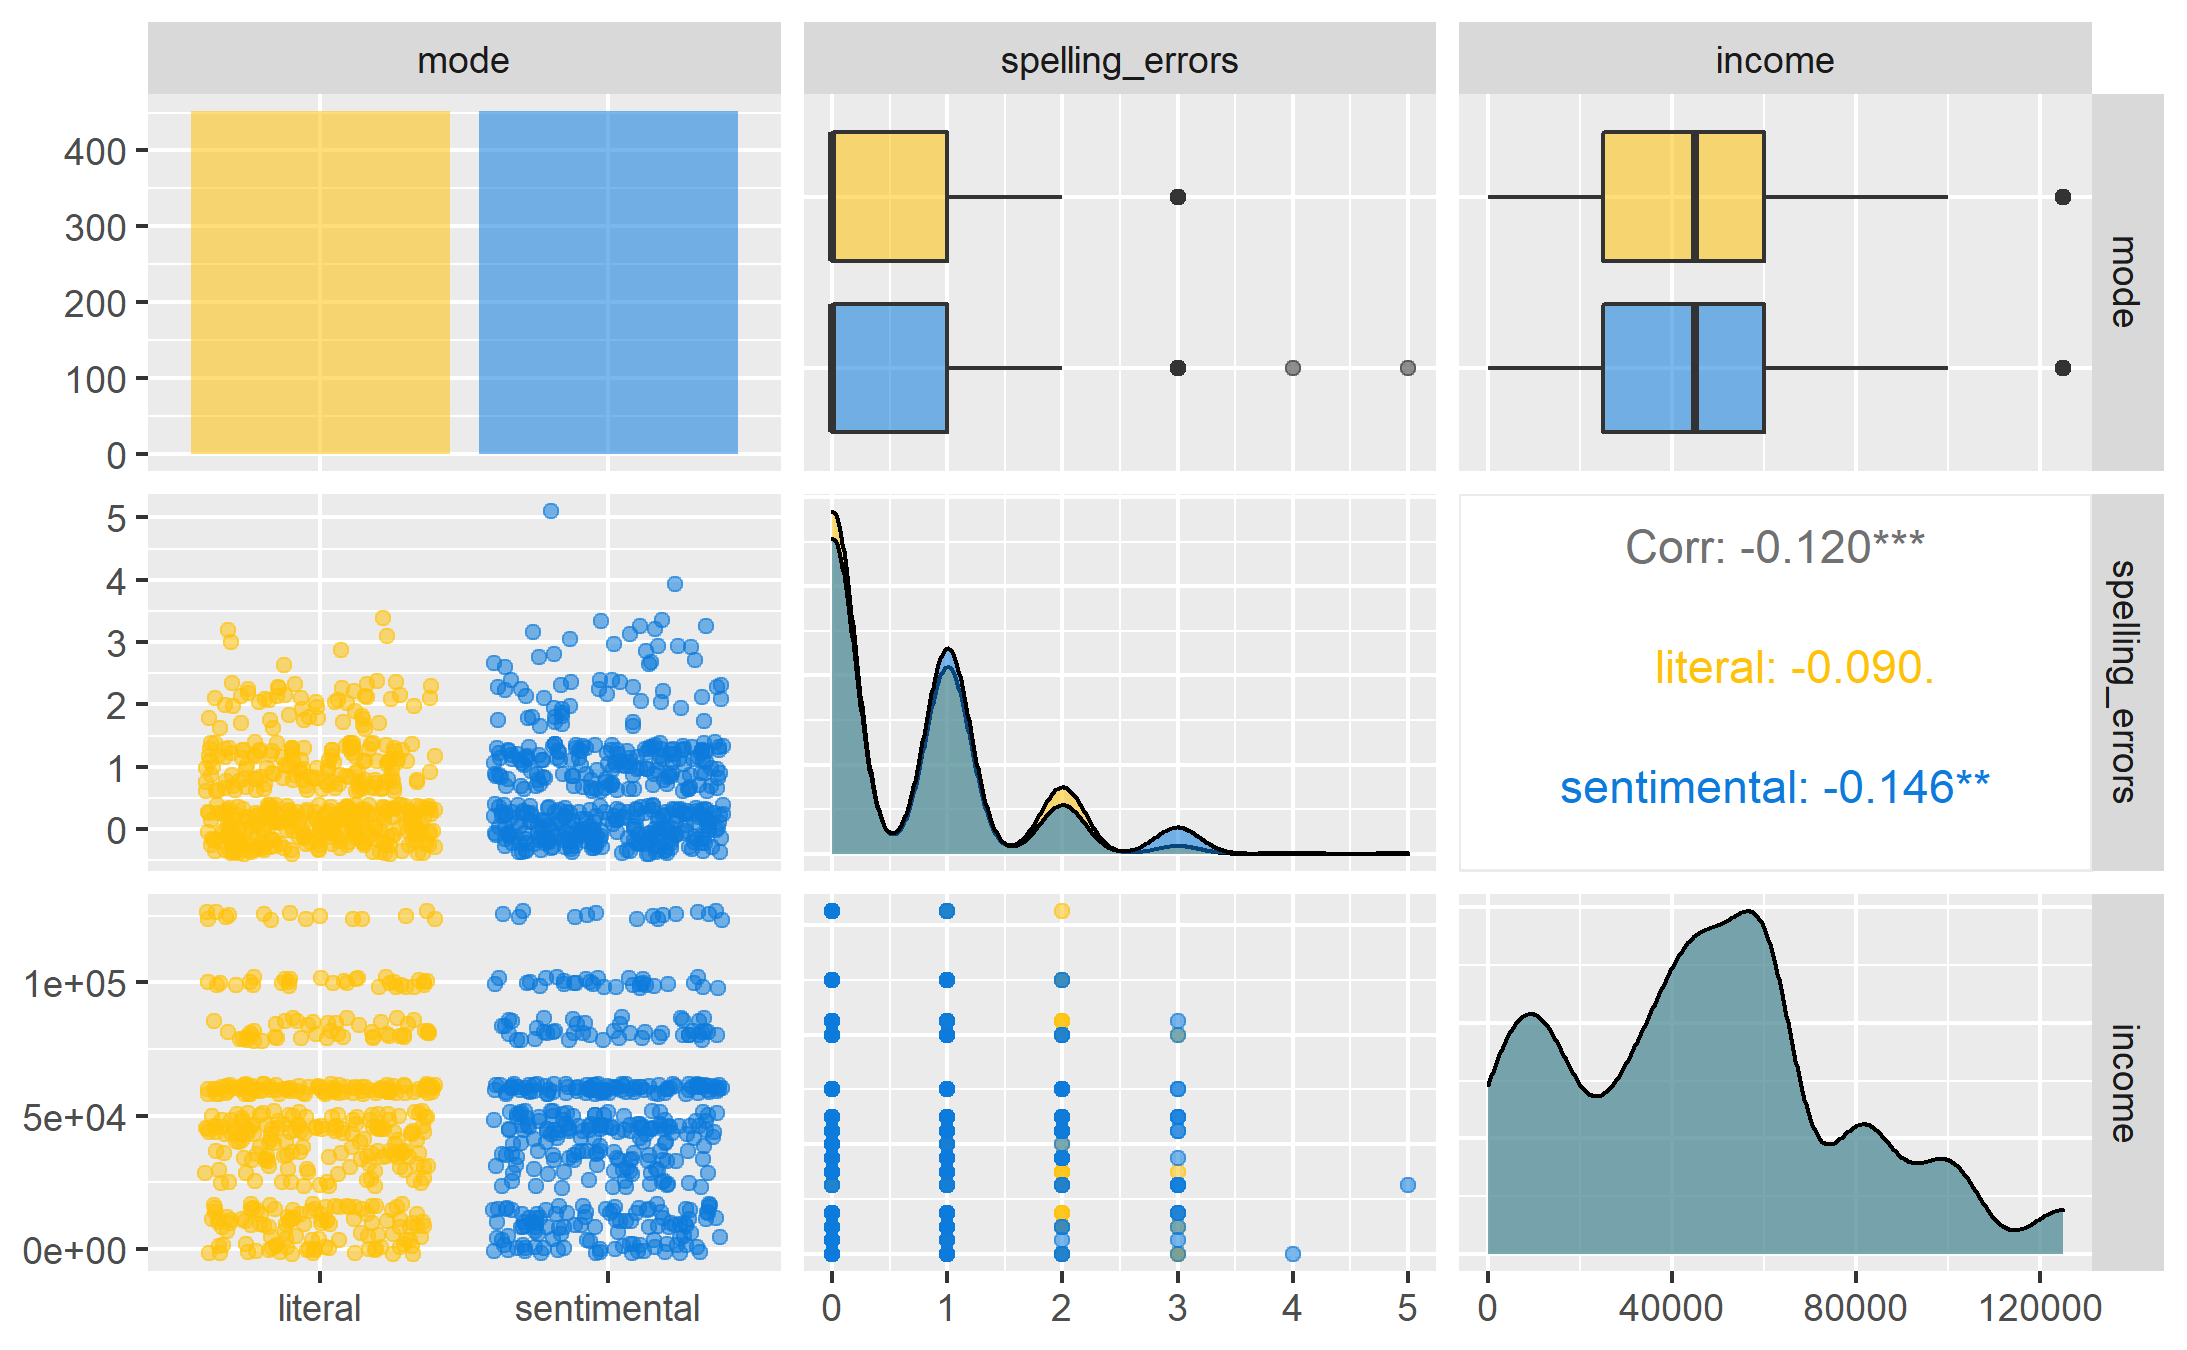 mode
spelling_errors
income
400
300
200
100
0
mode
5
4
3
2
1
0
Corr: -0.120***
literal: -0.090.
sentimental: -0.146**
spelling_errors
1e+05
5e+04
0e+00
income
literal
sentimental
0
1
2
3
4
5
0
40000
80000
120000